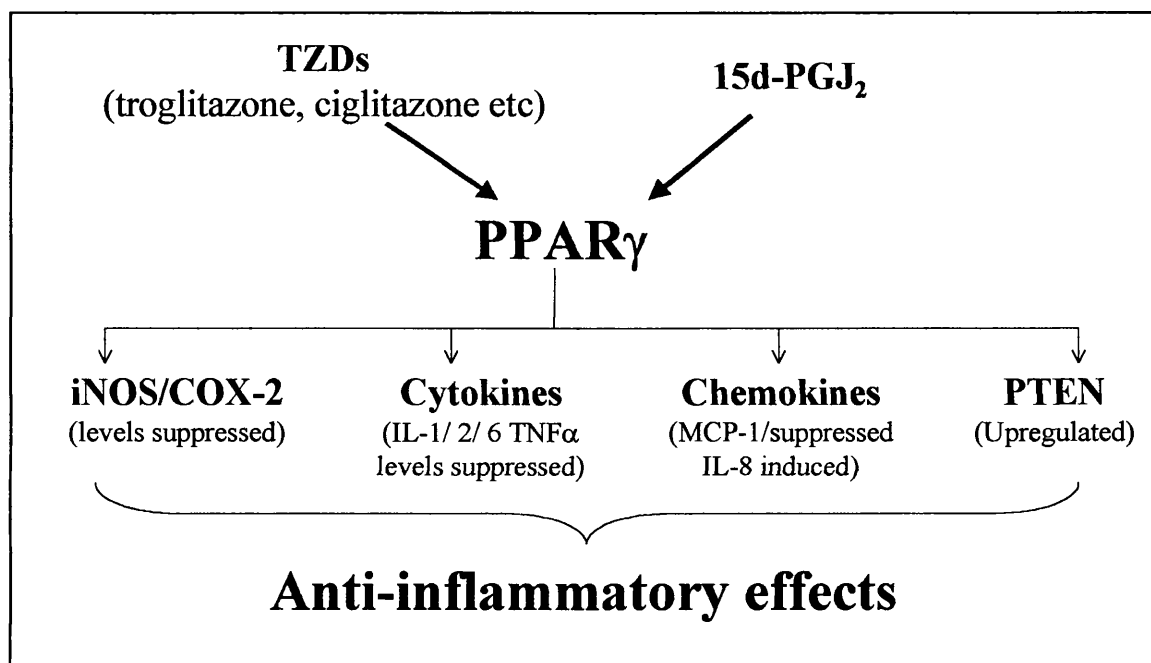 TZDs
(troglitazone, ciglitazone etc)
15d-PGJ₂
PPARγ
iNOS/COX-2
(levels suppressed)
Cytokines
(IL-1/ 2/ 6 TNFα
levels suppressed)
Chemokines
(MCP-1/suppressed
IL-8 induced)
PTEN
(Upregulated)
Anti-inflammatory effects